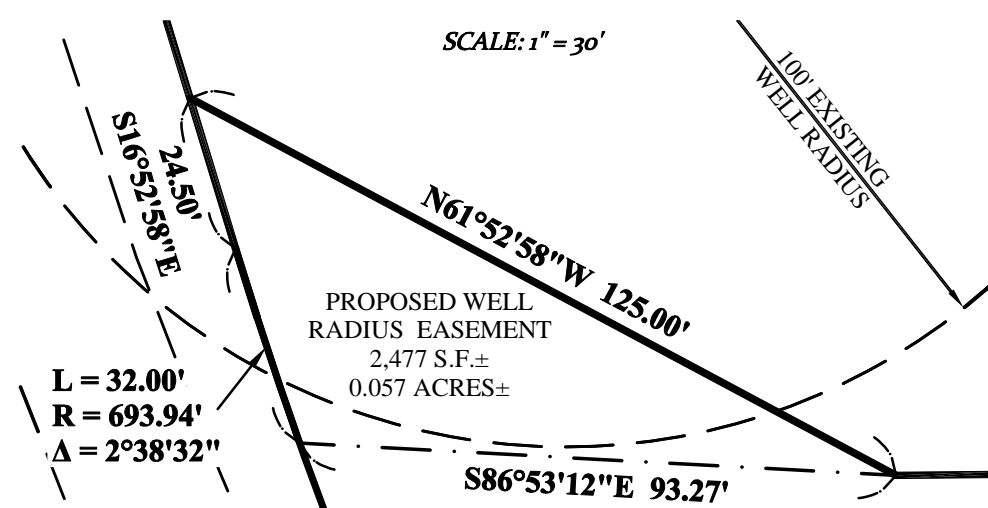 SCALE: 1" = 30'
100' EXISTING
WELL RADIUS
S16°52'58"E
24.50'
N61°52'58"W 125.00'
PROPOSED WELL
RADIUS EASEMENT
2,477 S.F.±
0.057 ACRES±
L = 32.00'
R = 693.94'
Δ = 2°38'32"
S86°53'12"E 93.27'